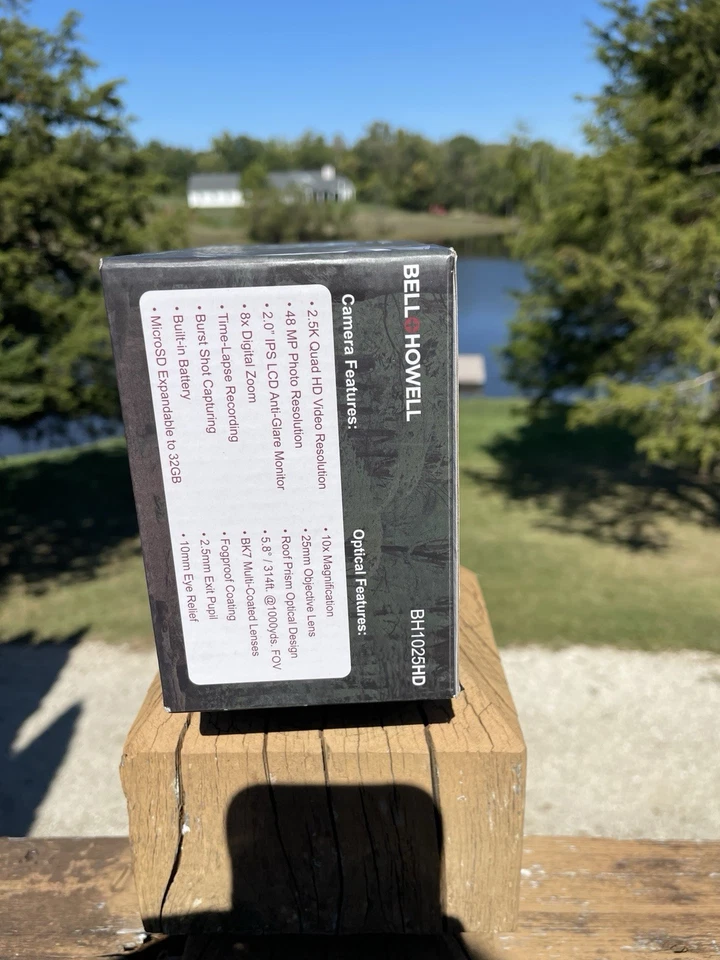 BELL HOWELL
BH1025HD
Camera Features:
• 2.5K Quad HD Video Resolution
• 48 MP Photo Resolution
• 2.0" IPS LCD Anti-Glare Monitor
• 8x Digital Zoom
• Time-Lapse Recording
• Burst Shot Capturing
• Built-in Battery
• MicroSD Expandable to 32GB
Optical Features:
• 10x Magnification
• 25mm Objective Lens
• Roof Prism Optical Design
• 5.8° / 314ft. @1000yds. FOV
• BK7 Multi-Coated Lenses
• Fogproof Coating
• 2.5mm Exit Pupil
• 10mm Eye Relief